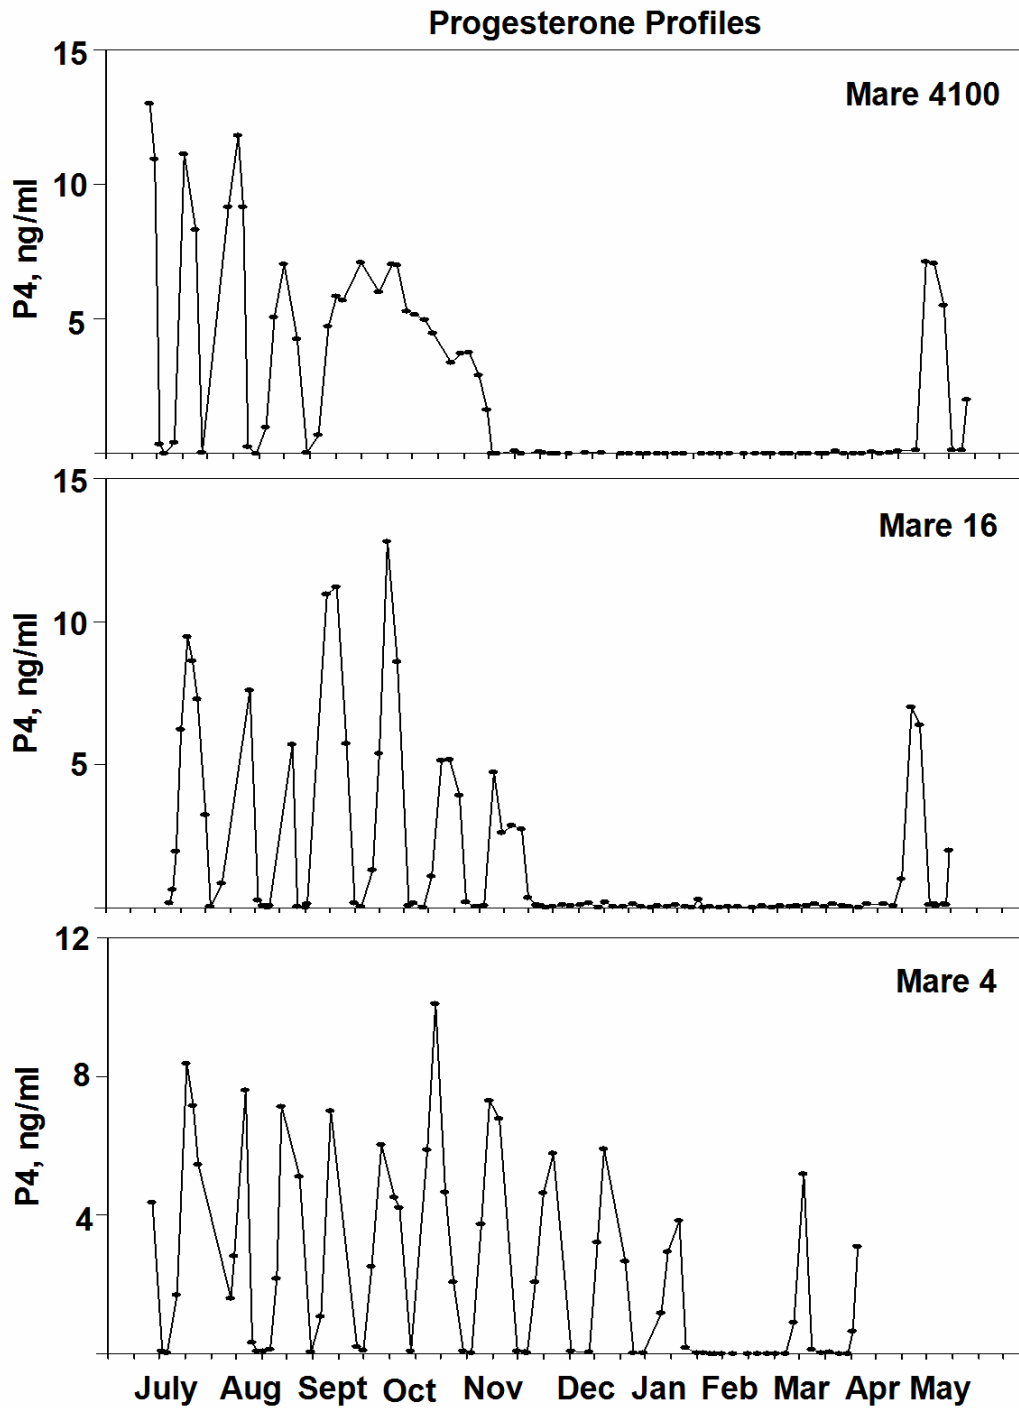 Progesterone Profiles
15
Mare 4100
10
P4, ng/ml
5
15
Mare 16
10
P4, ng/ml
5
12
Mare 4
8
P4, ng/ml
4
July Aug Sept Oct Nov Dec Jan Feb Mar Apr May